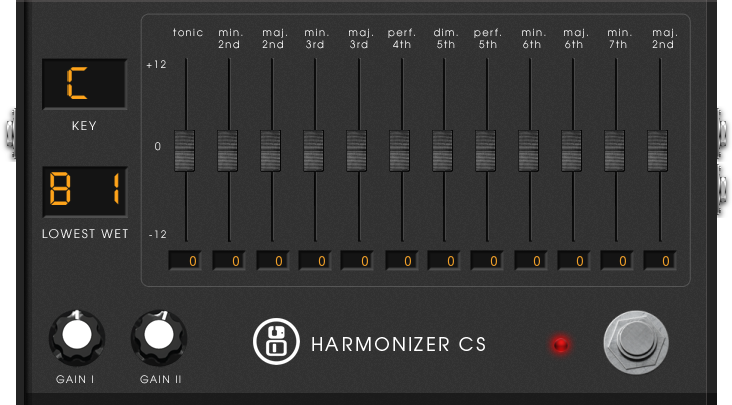 tonic min. maj. min. maj. perf. dim. perf. min. maj. min. maj.
2nd 2nd 3rd 3rd 4th 5th 5th 6th 6th 7th 2nd
+12
C
KEY
0
B 1
LOWEST WET
-12
0 0 0 0 0 0 0 0 0 0 0 0
HARMONIZER CS
GAIN I GAIN II